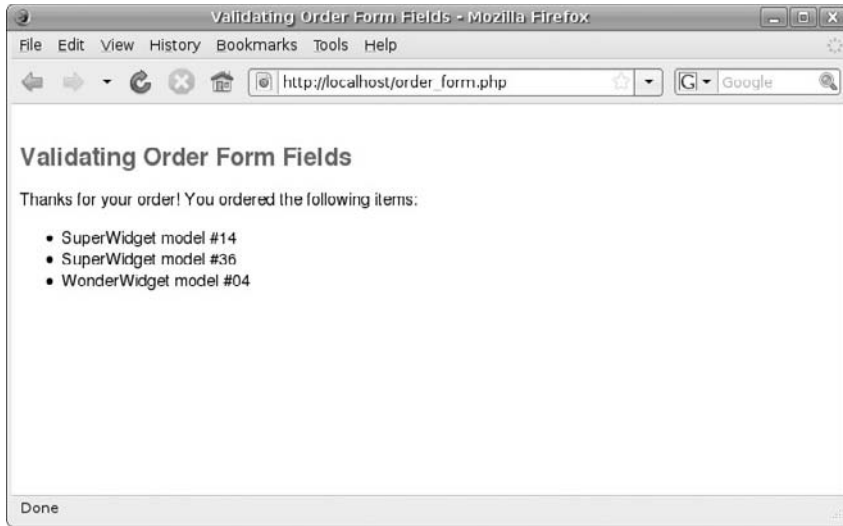 Validating Order Form Fields - Mozilla Firefox
File Edit View History Bookmarks Tools Help
http://localhost/order_form.php
G Google
Validating Order Form Fields
Thanks for your order! You ordered the following items:
• SuperWidget model #14
• SuperWidget model #36
• WonderWidget model #04
Done